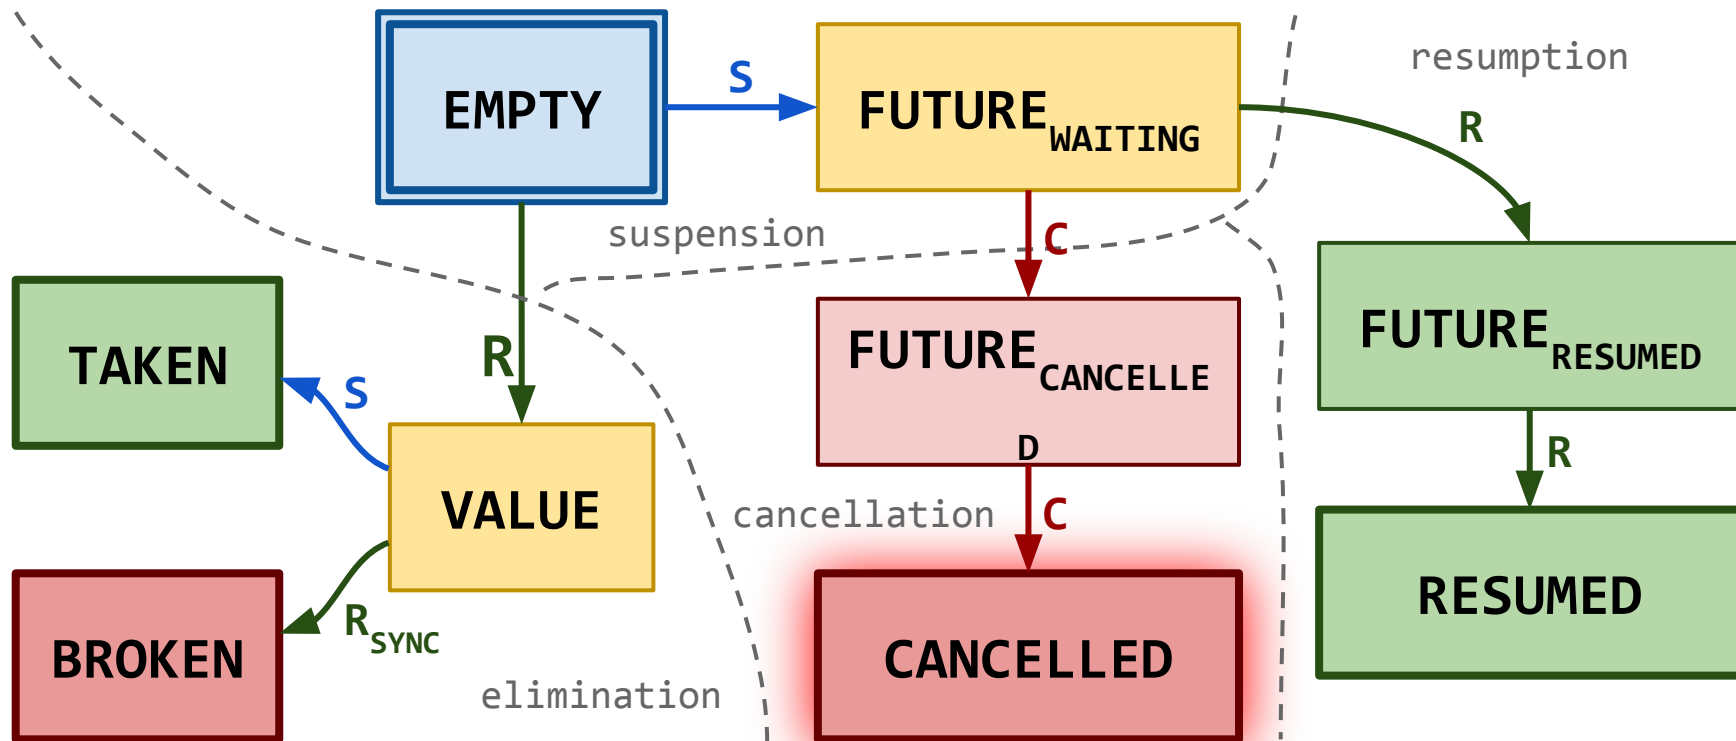 EMPTY
S
FUTURE WAITING
resumption
R
suspension
C
R
TAKEN
S
FUTURE CANCELLE
D
FUTURE RESUMED
R
VALUE
cancellation
C
R SYNC
BROKEN
elimination
CANCELLED
RESUMED